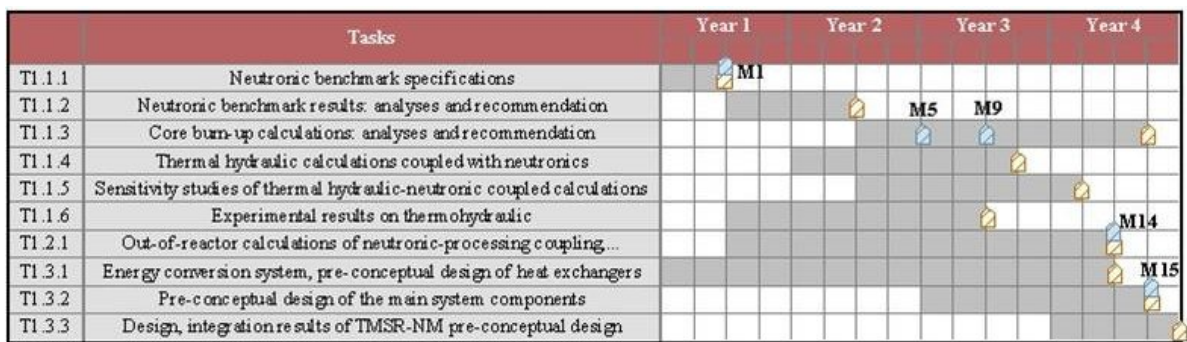 Tasks Year 1 Year 2 Year 3 Year 4
T1.1.1 Neutronic benchmark specifications M1
T1.1.2 Neutronic benchmark results: analyses and recommendation M5 M9
T1.1.3 Core burn-up calculations: analyses and recommendation
T1.1.4 Thermal hydraulic calculations coupled with neutronics
T1.1.5 Sensitivity studies of thermal hydraulic-neutronic coupled calculations
T1.1.6 Experimental results on thermohydraulic M14
T1.2.1 Out-of-reactor calculations of neutronic-processing coupling...
T1.3.1 Energy conversion system, pre-conceptual design of heat exchangers M15
T1.3.2 Pre-conceptual design of the main system components
T1.3.3 Design, integration results of TMSR-NM pre-conceptual design